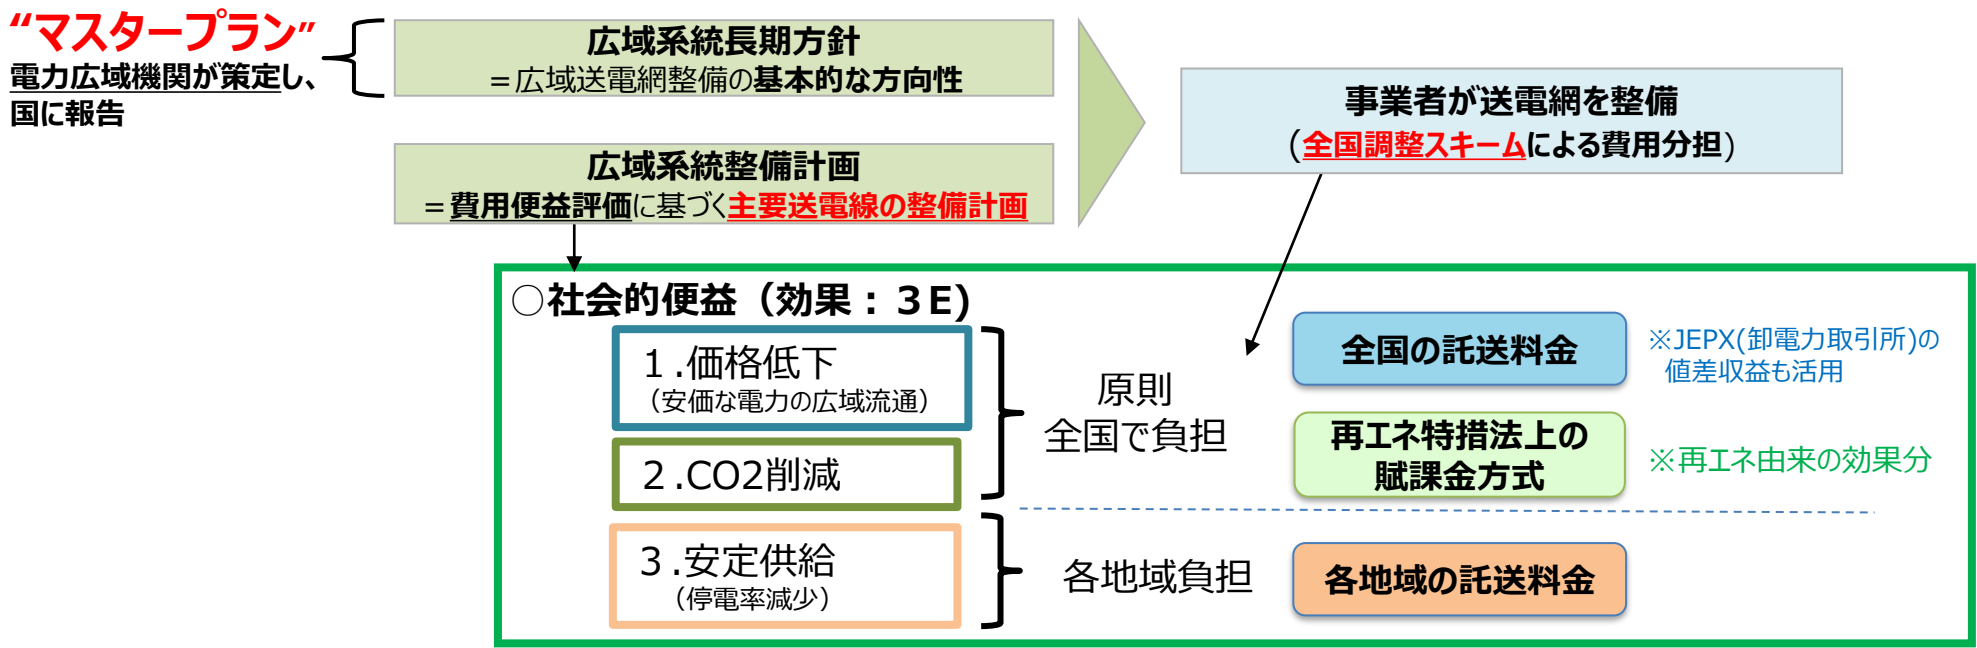 “マスタープラン”
電力広域機関が策定し、
国に報告
広域系統長期方針
＝広域送電網整備の基本的な方向性
広域系統整備計画
＝費用便益評価に基づく主要送電線の整備計画
事業者が送電網を整備
（全国調整スキームによる費用分担）
○社会的便益（効果：３E)
１.価格低下
（安価な電力の広域流通）
２.CO2削減
３.安定供給
（停電率減少）
原則
全国で負担
各地域負担
全国の託送料金
※JEPX(卸電力取引所)の
値差収益も活用
再エネ特措法上の
賦課金方式
※再エネ由来の効果分
各地域の託送料金